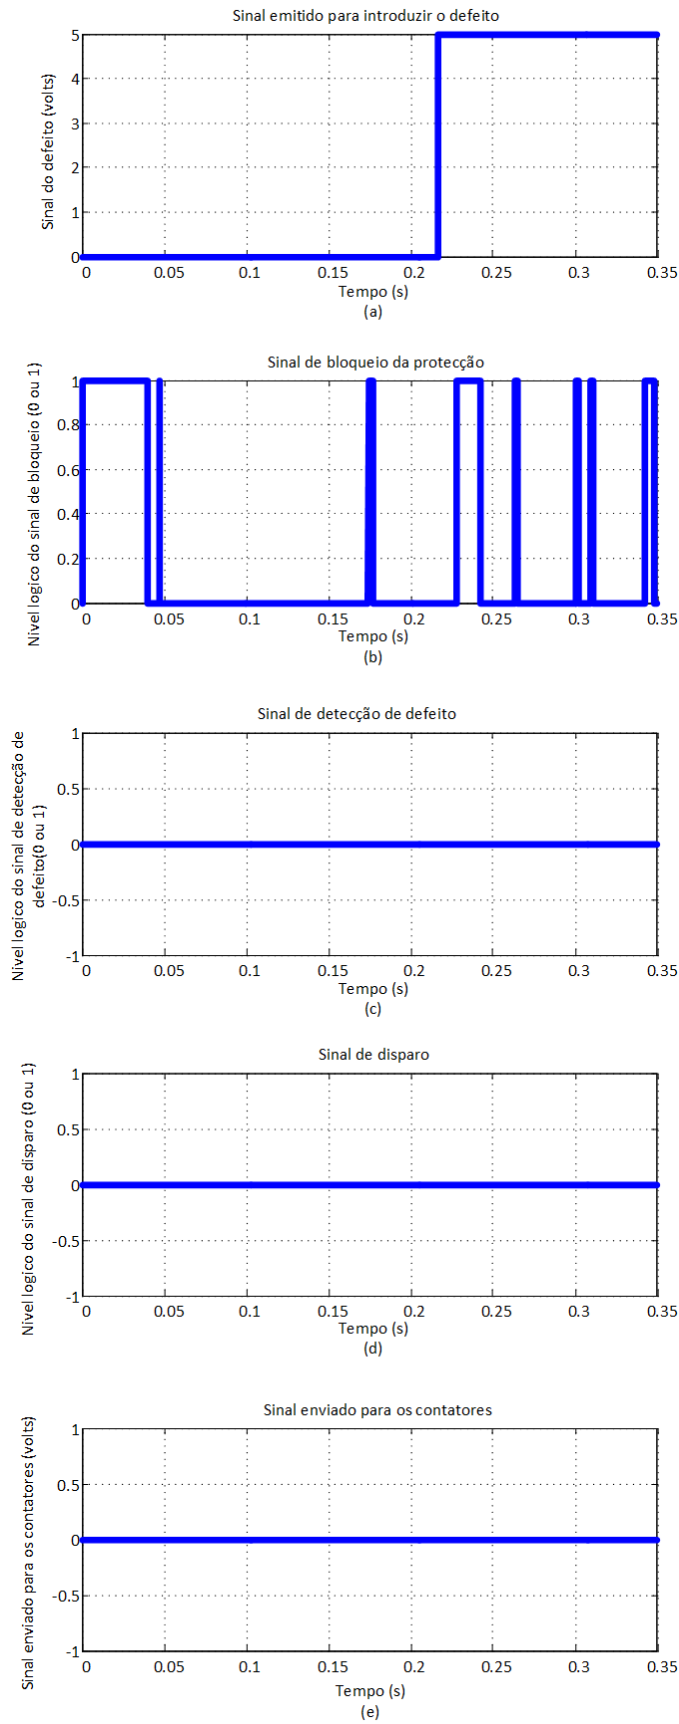 Sinal emitido para introduzir o defeito
Sinal do defeito (volts)
5
4
3
2
1
0
0 0.05 0.1 0.15 0.2 0.25 0.3 0.35
Tempo (s)
(a)
Sinal de bloqueio da protecção
Nivel logico do sinal de bloqueio (0 ou 1)
1
0.8
0.6
0.4
0.2
0
0 0.05 0.1 0.15 0.2 0.25 0.3 0.35
Tempo (s)
(b)
Sinal de detecção de defeito
Nivel logico do sinal de detecção de
defeito(0 ou 1)
1
0.5
0
-0.5
-1
0 0.05 0.1 0.15 0.2 0.25 0.3 0.35
Tempo (s)
(c)
Sinal de disparo
Nivel logico do sinal de disparo (0 ou 1)
1
0.5
0
-0.5
-1
0 0.05 0.1 0.15 0.2 0.25 0.3 0.35
Tempo (s)
(d)
Sinal enviado para os contatores
Sinal enviado para os contatores (volts)
1
0.5
0
-0.5
-1
0 0.05 0.1 0.15 0.2 0.25 0.3 0.35
Tempo (s)
(e)